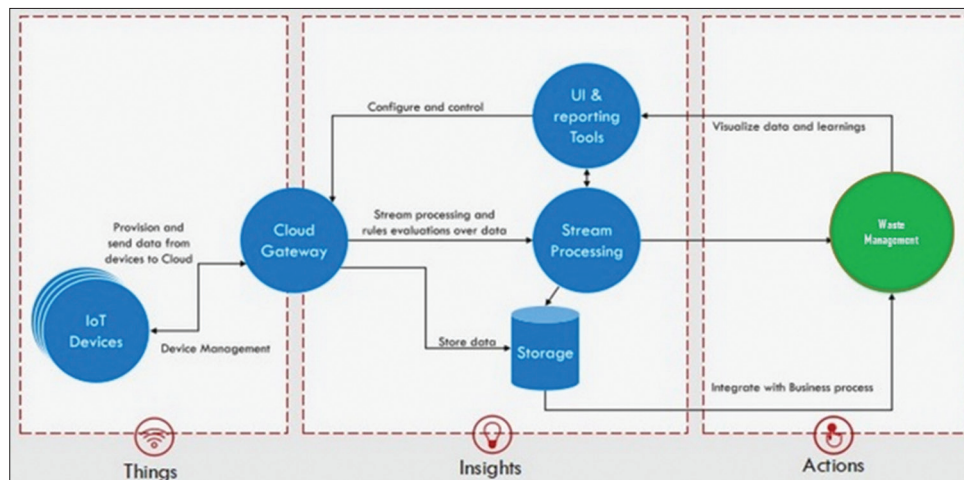 Configure and control
UI &
reporting
Tools
Visualize data and learnings
Provision and
send data from
devices to Cloud
Cloud
Gateway
Stream processing and
rules evaluations over data
Stream
Processing
Waste
Management
IoT
Devices
Device Management
Store data
Storage
Integrate with Business process
Things
Insights
Actions